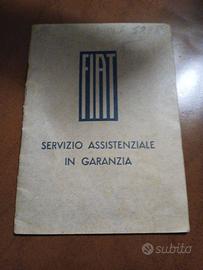 FIAT
SERVIZIO ASSISTENZIALE
IN GARANZIA
subito